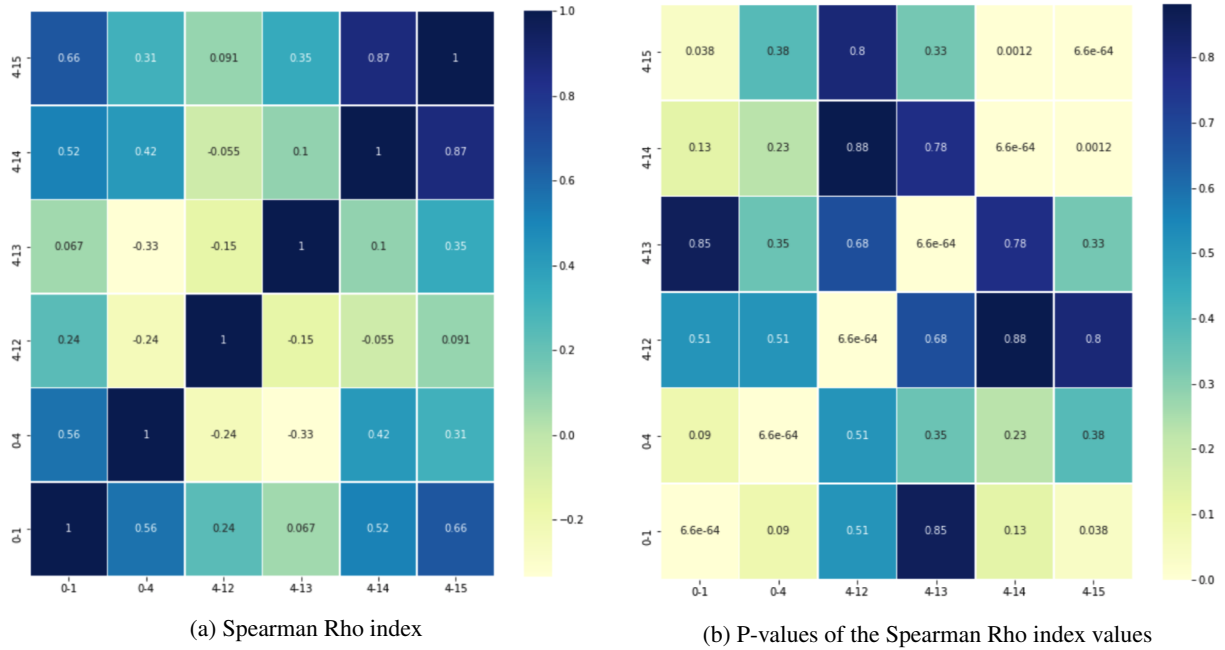 4-15 0.66 0.31 0.091 0.35 0.87 1
4-14 0.52 0.42 -0.055 0.1 1 0.87
4-13 0.067 -0.33 -0.15 1 0.1 0.35
4-12 0.24 -0.24 1 -0.15 -0.055 0.091
0-4 0.56 1 -0.24 -0.33 0.42 0.31
0-1 1 0.56 0.24 0.067 0.52 0.66
0-1 0-4 4-12 4-13 4-14 4-15
1.0
0.8
0.6
0.4
0.2
0.0
−0.2
(a) Spearman Rho index
4-15 0.038 0.38 0.8 0.33 0.0012 6.6e-64
4-14 0.13 0.23 0.88 0.78 6.6e-64 0.0012
4-13 0.85 0.35 0.68 6.6e-64 0.78 0.33
4-12 0.51 0.51 6.6e-64 0.68 0.88 0.8
0-4 0.09 6.6e-64 0.51 0.35 0.23 0.38
0-1 6.6e-64 0.09 0.51 0.85 0.13 0.038
0-1 0-4 4-12 4-13 4-14 4-15
0.8
0.7
0.6
0.5
0.4
0.3
0.2
0.1
0.0
(b) P-values of the Spearman Rho index values